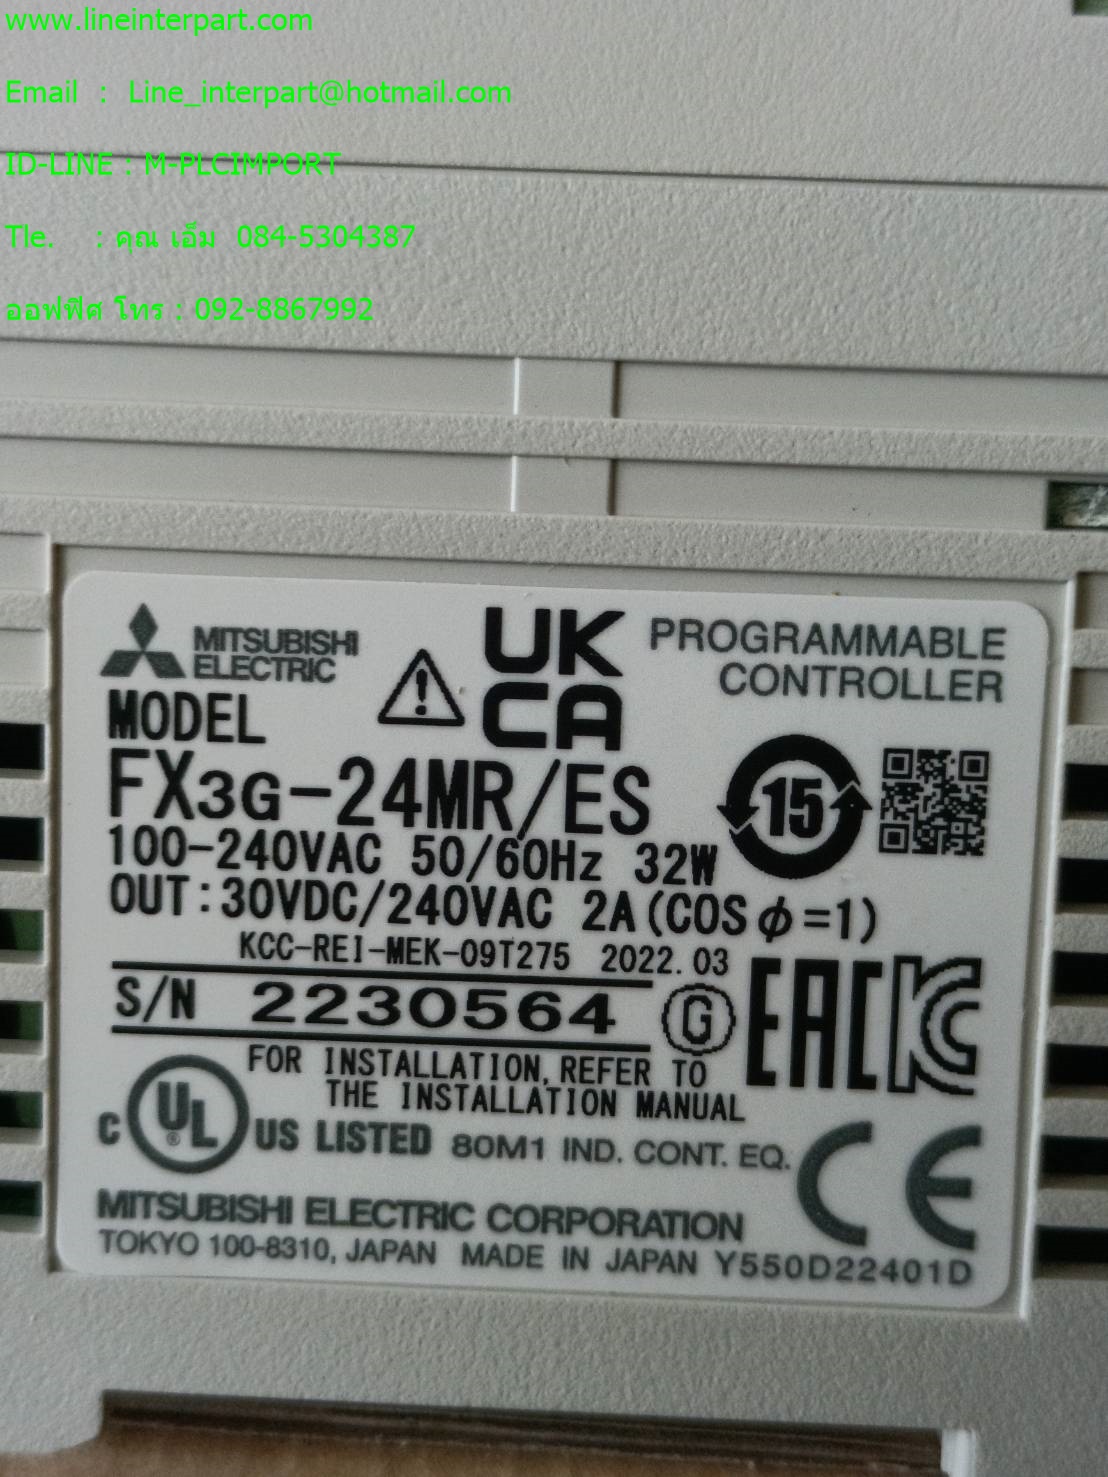 www.lineinterpart.com
Email : Line_interpart@hotmail.com
ID-LINE : M-PLCIMPORT
Tle. : คุณ เอ็ม 084-5304387
ออฟฟิศ โทร : 092-8867992
MITSUBISHI
ELECTRIC
UK
CA
PROGRAMMABLE
CONTROLLER
MODEL
FX3G-24MR/ES
15
100-240VAC 50/60Hz 32W
OUT:30VDC/240VAC 2A(COSφ=1)
KCC-REI-MEK-09T275 2022.03
S/N 2230564
G
EAC
KC
FOR INSTALLATION, REFER TO
THE INSTALLATION MANUAL
C UL ® US LISTED 80M1 IND. CONT. EQ.
CE
MITSUBISHI ELECTRIC CORPORATION
TOKYO 100-8310, JAPAN MADE IN JAPAN Y550D22401D